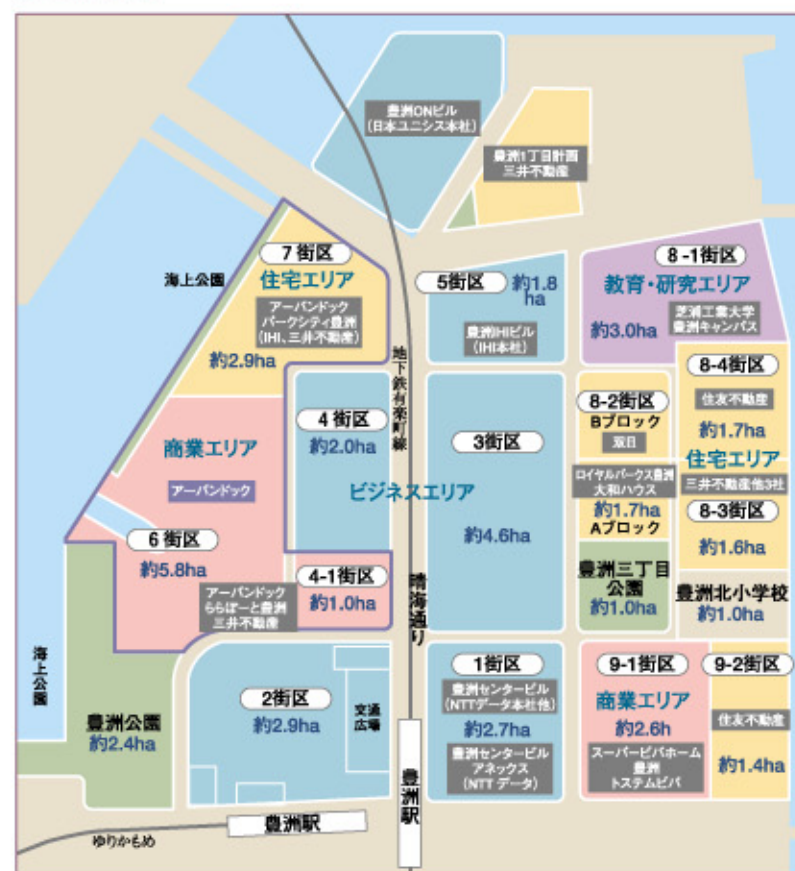 豊洲ONビル
(日本ユニシス本社)
豊洲1丁目計画
三井不動産
海上公園
7街区
住宅エリア
アーバンドック
パークシティ豊洲
(IHI、三井不動産)
約2.9ha
地下鉄有楽町線
5街区
約1.8
ha
豊洲IHIビル
(IHI本社)
8-1街区
教育・研究エリア
約3.0ha
芝浦工業大学
豊洲キャンパス
商業エリア
アーバンドック
6街区
約5.8ha
4街区
約2.0ha
ビジネスエリア
3街区
約4.6ha
8-2街区
Bブロック
双日
ロイヤルパークス豊洲
大和ハウス
約1.7ha
Aブロック
8-4街区
住友不動産
約1.7ha
住宅エリア
三井不動産他3社
8-3街区
約1.6ha
4-1街区
約1.0ha
アーバンドック
ららぽーと豊洲
三井不動産
晴海通り
豊洲三丁目
公園
約1.0ha
豊洲北小学校
約1.0ha
海上公園
豊洲公園
約2.4ha
2街区
約2.9ha
交通
広場
1街区
豊洲センタービル
(NTTデータ本社他)
約2.7ha
豊洲センタービル
アネックス
(NTTデータ)
9-1街区
商業エリア
約2.6h
スーパービバホーム
豊洲
トステムビバ
9-2街区
住友不動産
約1.4ha
豊洲駅
豊洲駅
ゆりかもめ